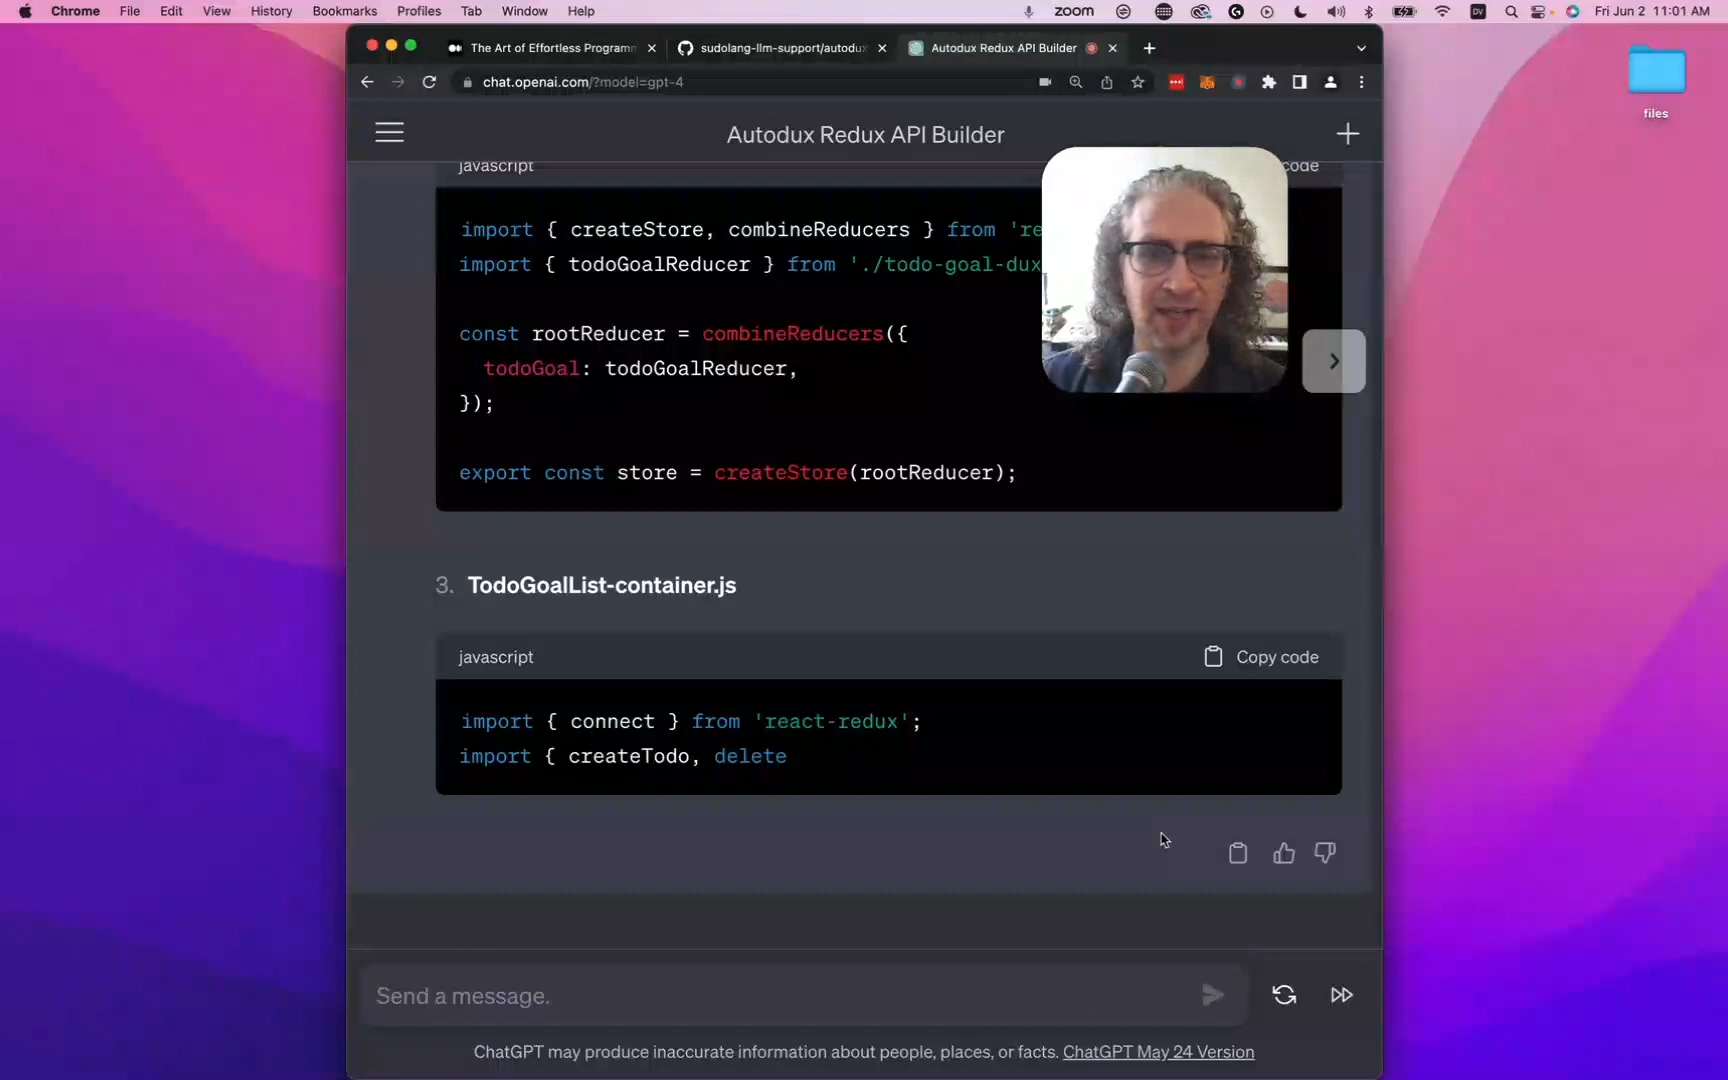 Chrome File Edit View History Bookmarks Profiles Tab Window Help zoom DV Fri Jun 2 11:01 AM
The Art of Effortless Programm sudolang-llm-support/autodux Autodux Redux API Builder
chat.openai.com/?model=gpt-4
files
Autodux Redux API Builder
javascript code
import { createStore, combineReducers } from 're
import { todoGoalReducer } from './todo-goal-dux
const rootReducer = combineReducers({
todoGoal: todoGoalReducer,
});
export const store = createStore(rootReducer);
3. TodoGoalList-container.js
javascript Copy code
import { connect } from 'react-redux';
import { createTodo, delete
Send a message.
ChatGPT may produce inaccurate information about people, places, or facts. ChatGPT May 24 Version